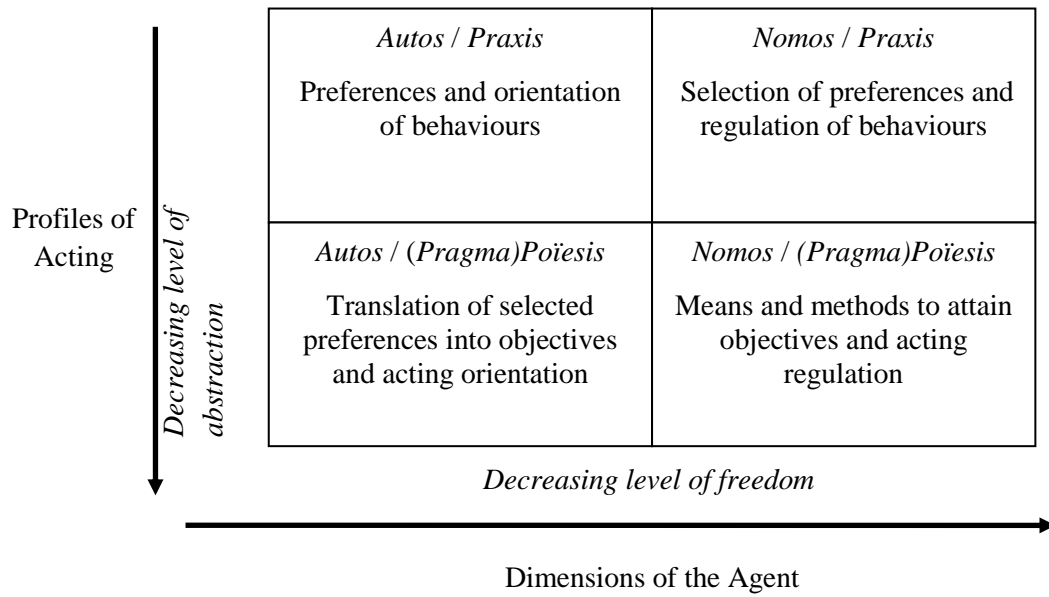 Autos / Praxis
Preferences and orientation
of behaviours
Nomos / Praxis
Selection of preferences and
regulation of behaviours
Profiles of
Acting
Decreasing level of
abstraction
Autos / (Pragma)Poïesis
Translation of selected
preferences into objectives
and acting orientation
Nomos / (Pragma)Poïesis
Means and methods to attain
objectives and acting
regulation
Decreasing level of freedom
Dimensions of the Agent